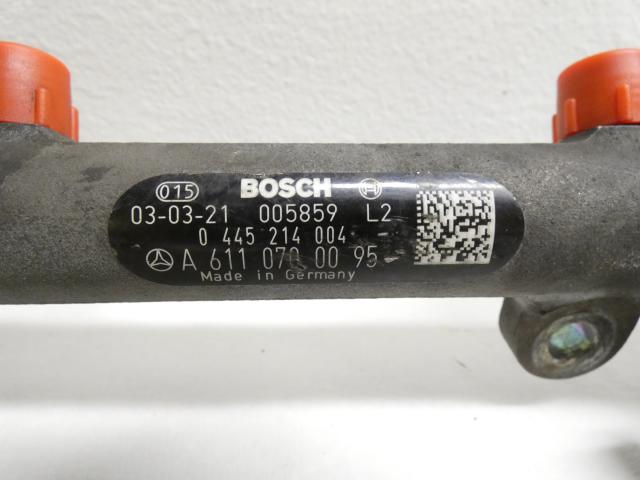 015 BOSCH
03-03-21 005859 L2
0 445 214 004
A 611 070 00 95
Made in Germany